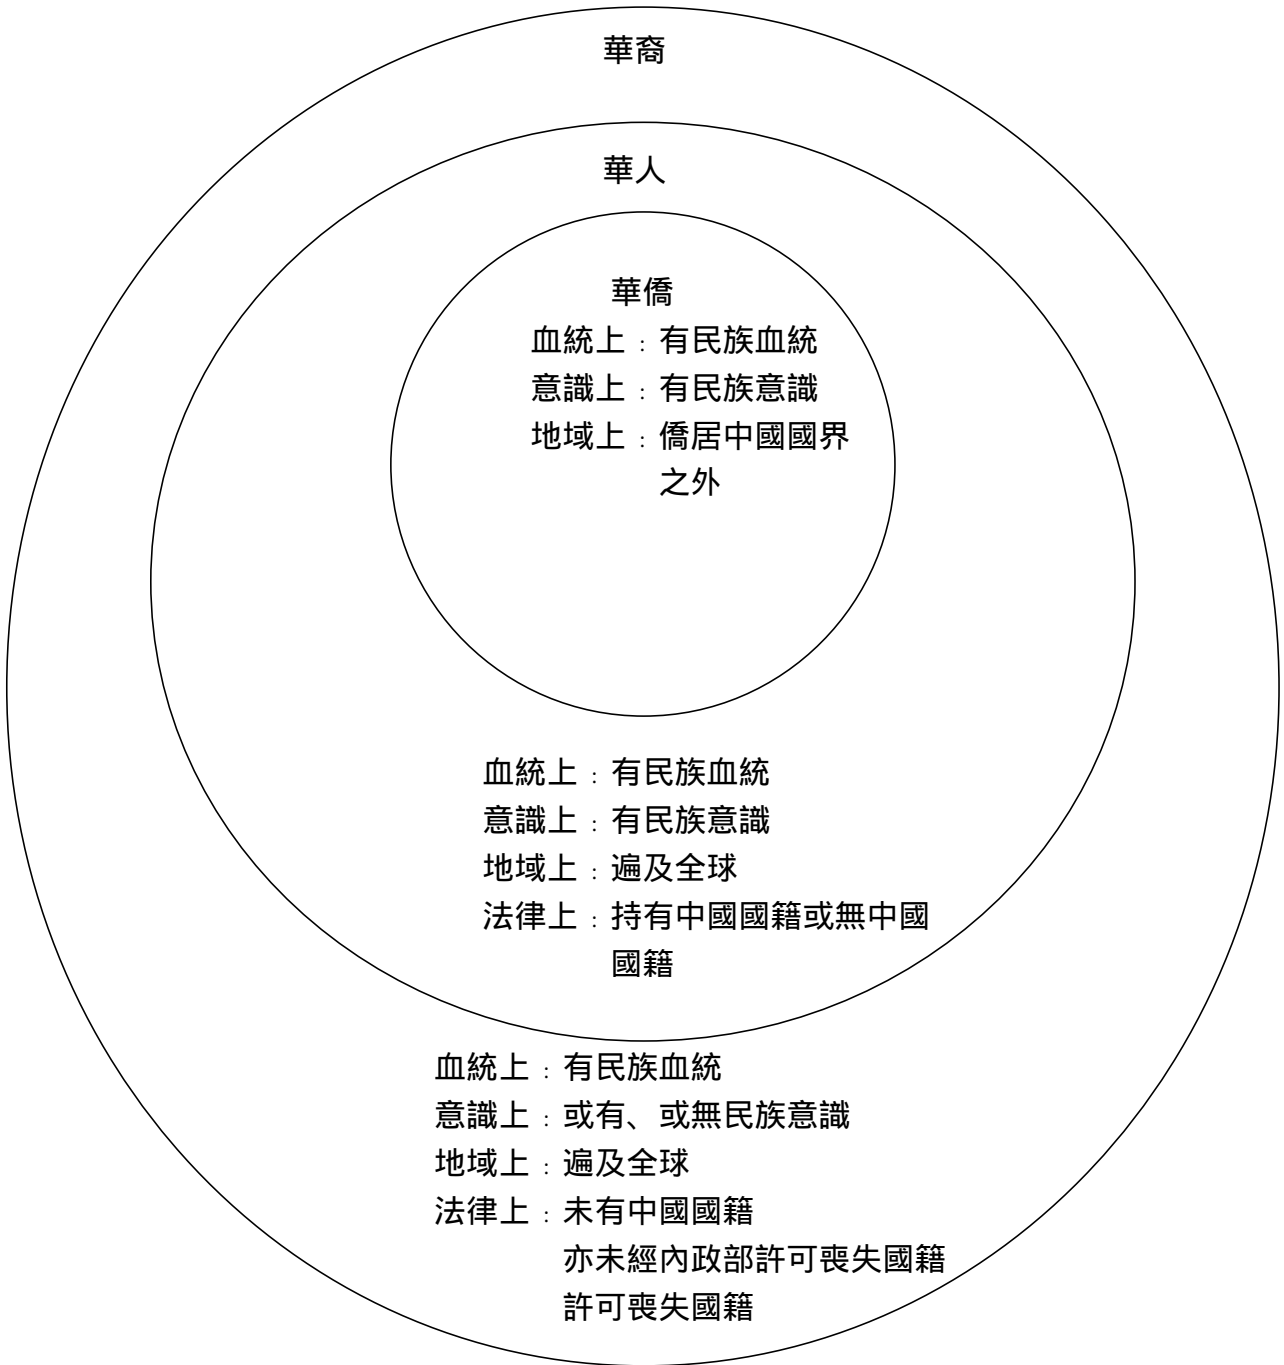 華裔
華人
華僑
血統上：有民族血統
意識上：有民族意識
地域上：僑居中國國界
之外
血統上：有民族血統
意識上：有民族意識
地域上：遍及全球
法律上：持有中國國籍或無中國
國籍
血統上：有民族血統
意識上：或有、或無民族意識
地域上：遍及全球
法律上：未有中國國籍
亦未經內政部許可喪失國籍
許可喪失國籍